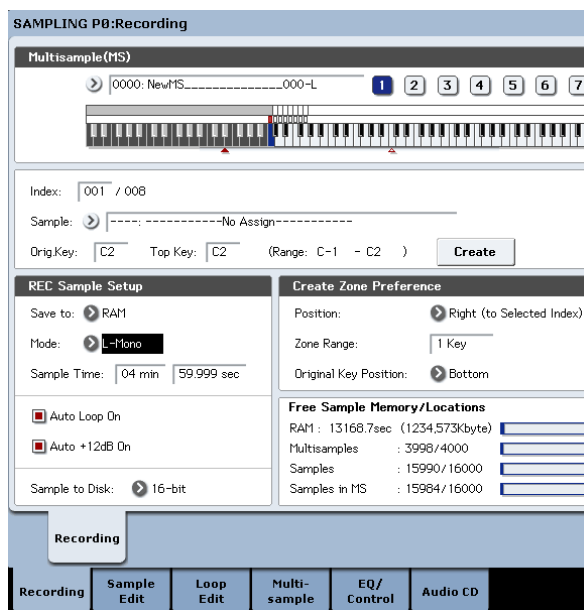 SAMPLING P0:Recording
Multisample(MS)
0000: NewMS______________000-L
1 2 3 4 5 6 7
Index: 001 / 008
Sample: ----: -----------No Assign-----------
Orig.Key: C2 Top Key: C2 (Range: C-1 - C2 ) Create
REC Sample Setup
Save to: RAM
Mode: L-Mono
Sample Time: 04 min 59.999 sec
Auto Loop On
Auto +12dB On
Sample to Disk: 16-bit
Create Zone Preference
Position: Right (to Selected Index)
Zone Range: 1 Key
Original Key Position: Bottom
Free Sample Memory/Locations
RAM : 13168.7sec (1234,573Kbyte)
Multisamples : 3998/4000
Samples : 15990/16000
Samples in MS : 15984/16000
Recording
Recording
Sample Edit
Loop Edit
Multi-sample
EQ/Control
Audio CD